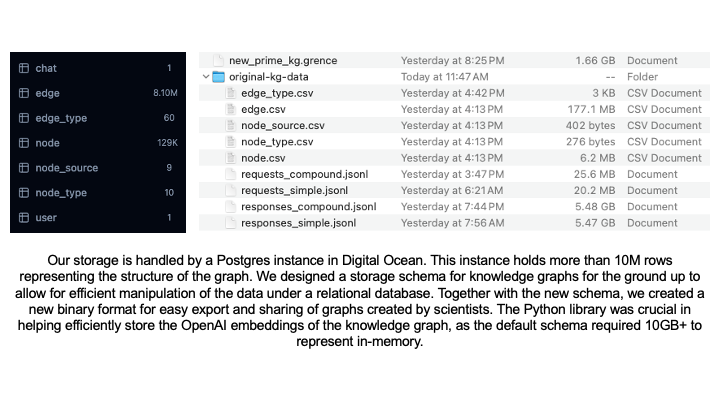 chat 1
edge 8.10M
edge_type 60
node 129K
node_source 9
node_type 10
user 1
new_prime_kg.grence Yesterday at 8:25 PM 1.66 GB Document
original-kg-data Today at 11:47 AM -- Folder
edge_type.csv Yesterday at 4:42 PM 3 KB CSV Document
edge.csv Yesterday at 4:13 PM 177.1 MB CSV Document
node_source.csv Yesterday at 4:13 PM 402 bytes CSV Document
node_type.csv Yesterday at 4:13 PM 276 bytes CSV Document
node.csv Yesterday at 4:13 PM 6.2 MB CSV Document
requests_compound.jsonl Yesterday at 3:47 PM 25.6 MB Document
requests_simple.jsonl Yesterday at 6:21 AM 20.2 MB Document
responses_compound.jsonl Yesterday at 7:44 PM 5.48 GB Document
responses_simple.jsonl Yesterday at 7:56 AM 5.47 GB Document
Our storage is handled by a Postgres instance in Digital Ocean. This instance holds more than 10M rows
representing the structure of the graph. We designed a storage schema for knowledge graphs for the ground up to
allow for efficient manipulation of the data under a relational database. Together with the new schema, we created a
new binary format for easy export and sharing of graphs created by scientists. The Python library was crucial in
helping efficiently store the OpenAI embeddings of the knowledge graph, as the default schema required 10GB+ to
represent in-memory.